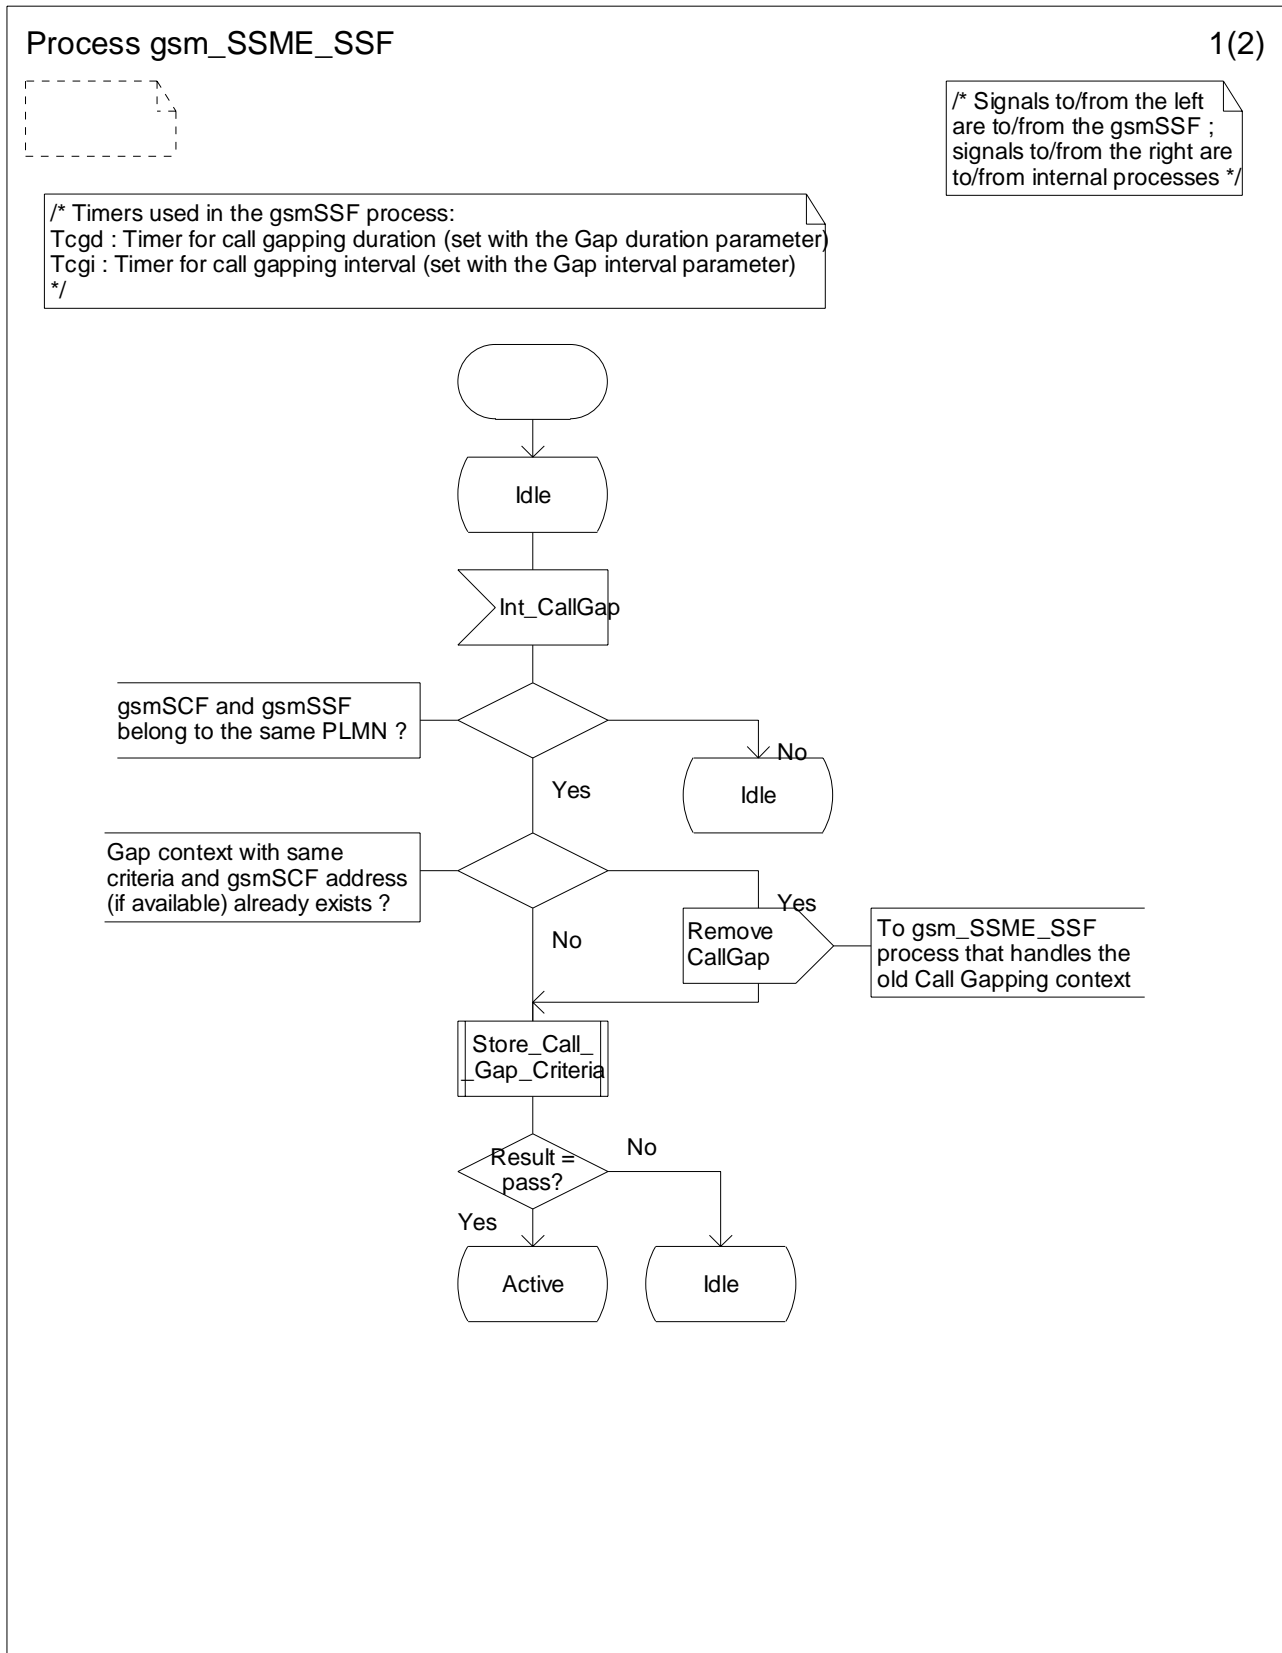 Process gsm_SSME_SSF
1(2)
/* Signals to/from the left
are to/from the gsmSSF ;
signals to/from the right are
to/from internal processes */
/* Timers used in the gsmSSF process:
Tcgd : Timer for call gapping duration (set with the Gap duration parameter)
Tcgi : Timer for call gapping interval (set with the Gap interval parameter)
*/
Idle
Int_CallGap
gsmSCF and gsmSSF
belong to the same PLMN ?
No
Yes
Idle
Gap context with same
criteria and gsmSCF address
(if available) already exists ?
Yes
No
Remove
CallGap
To gsm_SSME_SSF
process that handles the
old Call Gapping context
Store_Call_
_Gap_Criteria
Result =
pass?
No
Yes
Active
Idle